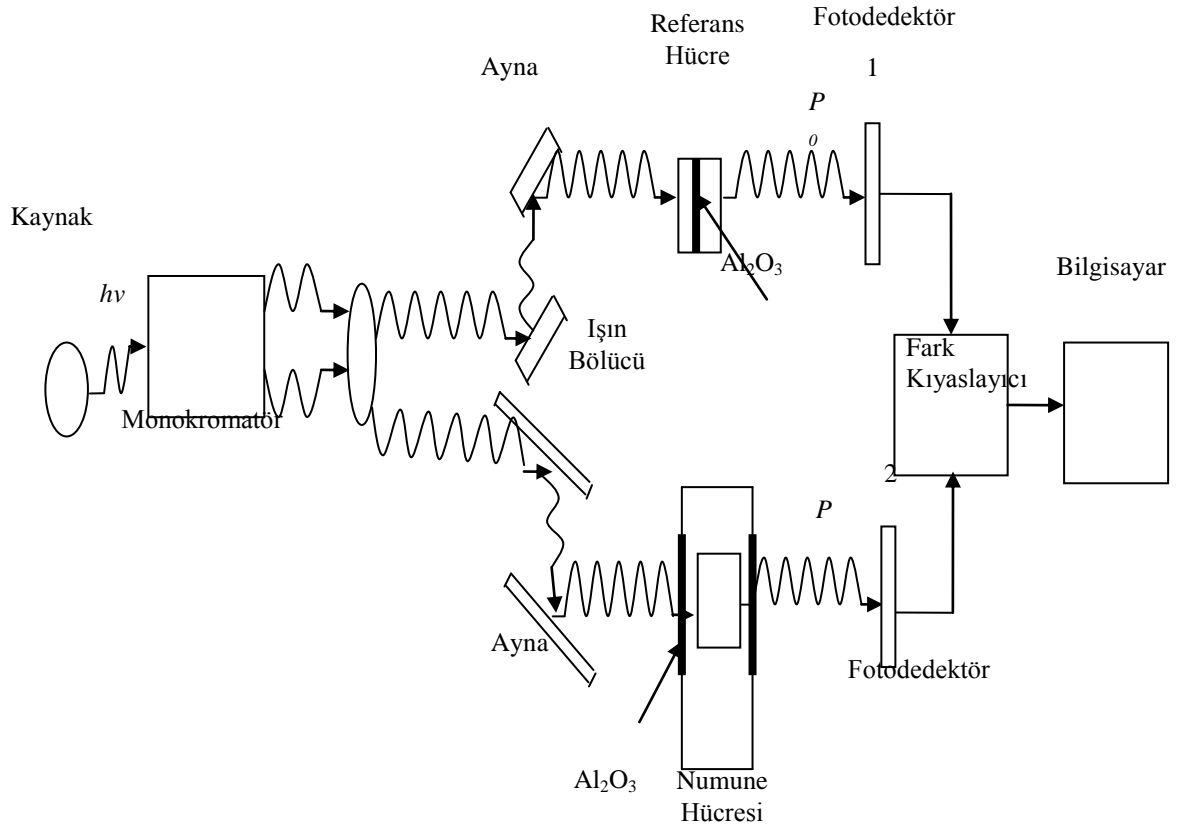 Referans
Hücre
Fotodedektör
1
Ayna
P
0
Kaynak
Al₂O₃
Bilgisayar
hv
Işın
Bölücü
Fark
Kıyaslayıcı
Monokromatör
2
P
Ayna
Fotodedektör
Al₂O₃
Numune
Hücresi